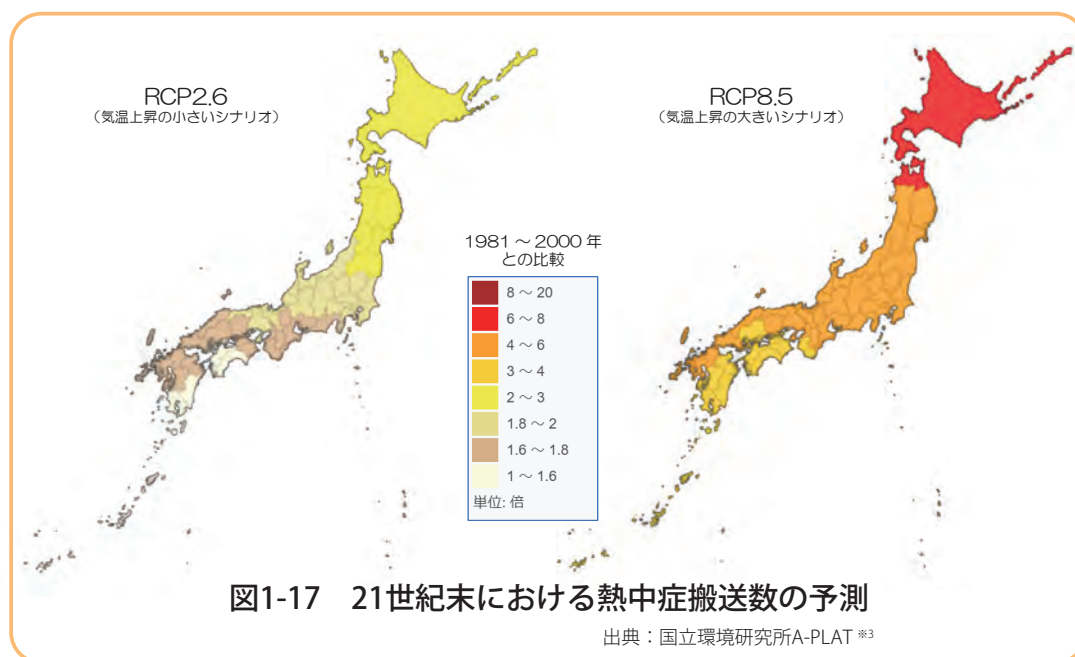 RCP2.6
(気温上昇の小さいシナリオ)
RCP8.5
(気温上昇の大きいシナリオ)
1981 ～ 2000 年
との比較
8 ～ 20
6 ～ 8
4 ～ 6
3 ～ 4
2 ～ 3
1.8 ～ 2
1.6 ～ 1.8
1 ～ 1.6
単位: 倍
図1-17　21世紀末における熱中症搬送数の予測
出典：国立環境研究所A-PLAT ※3